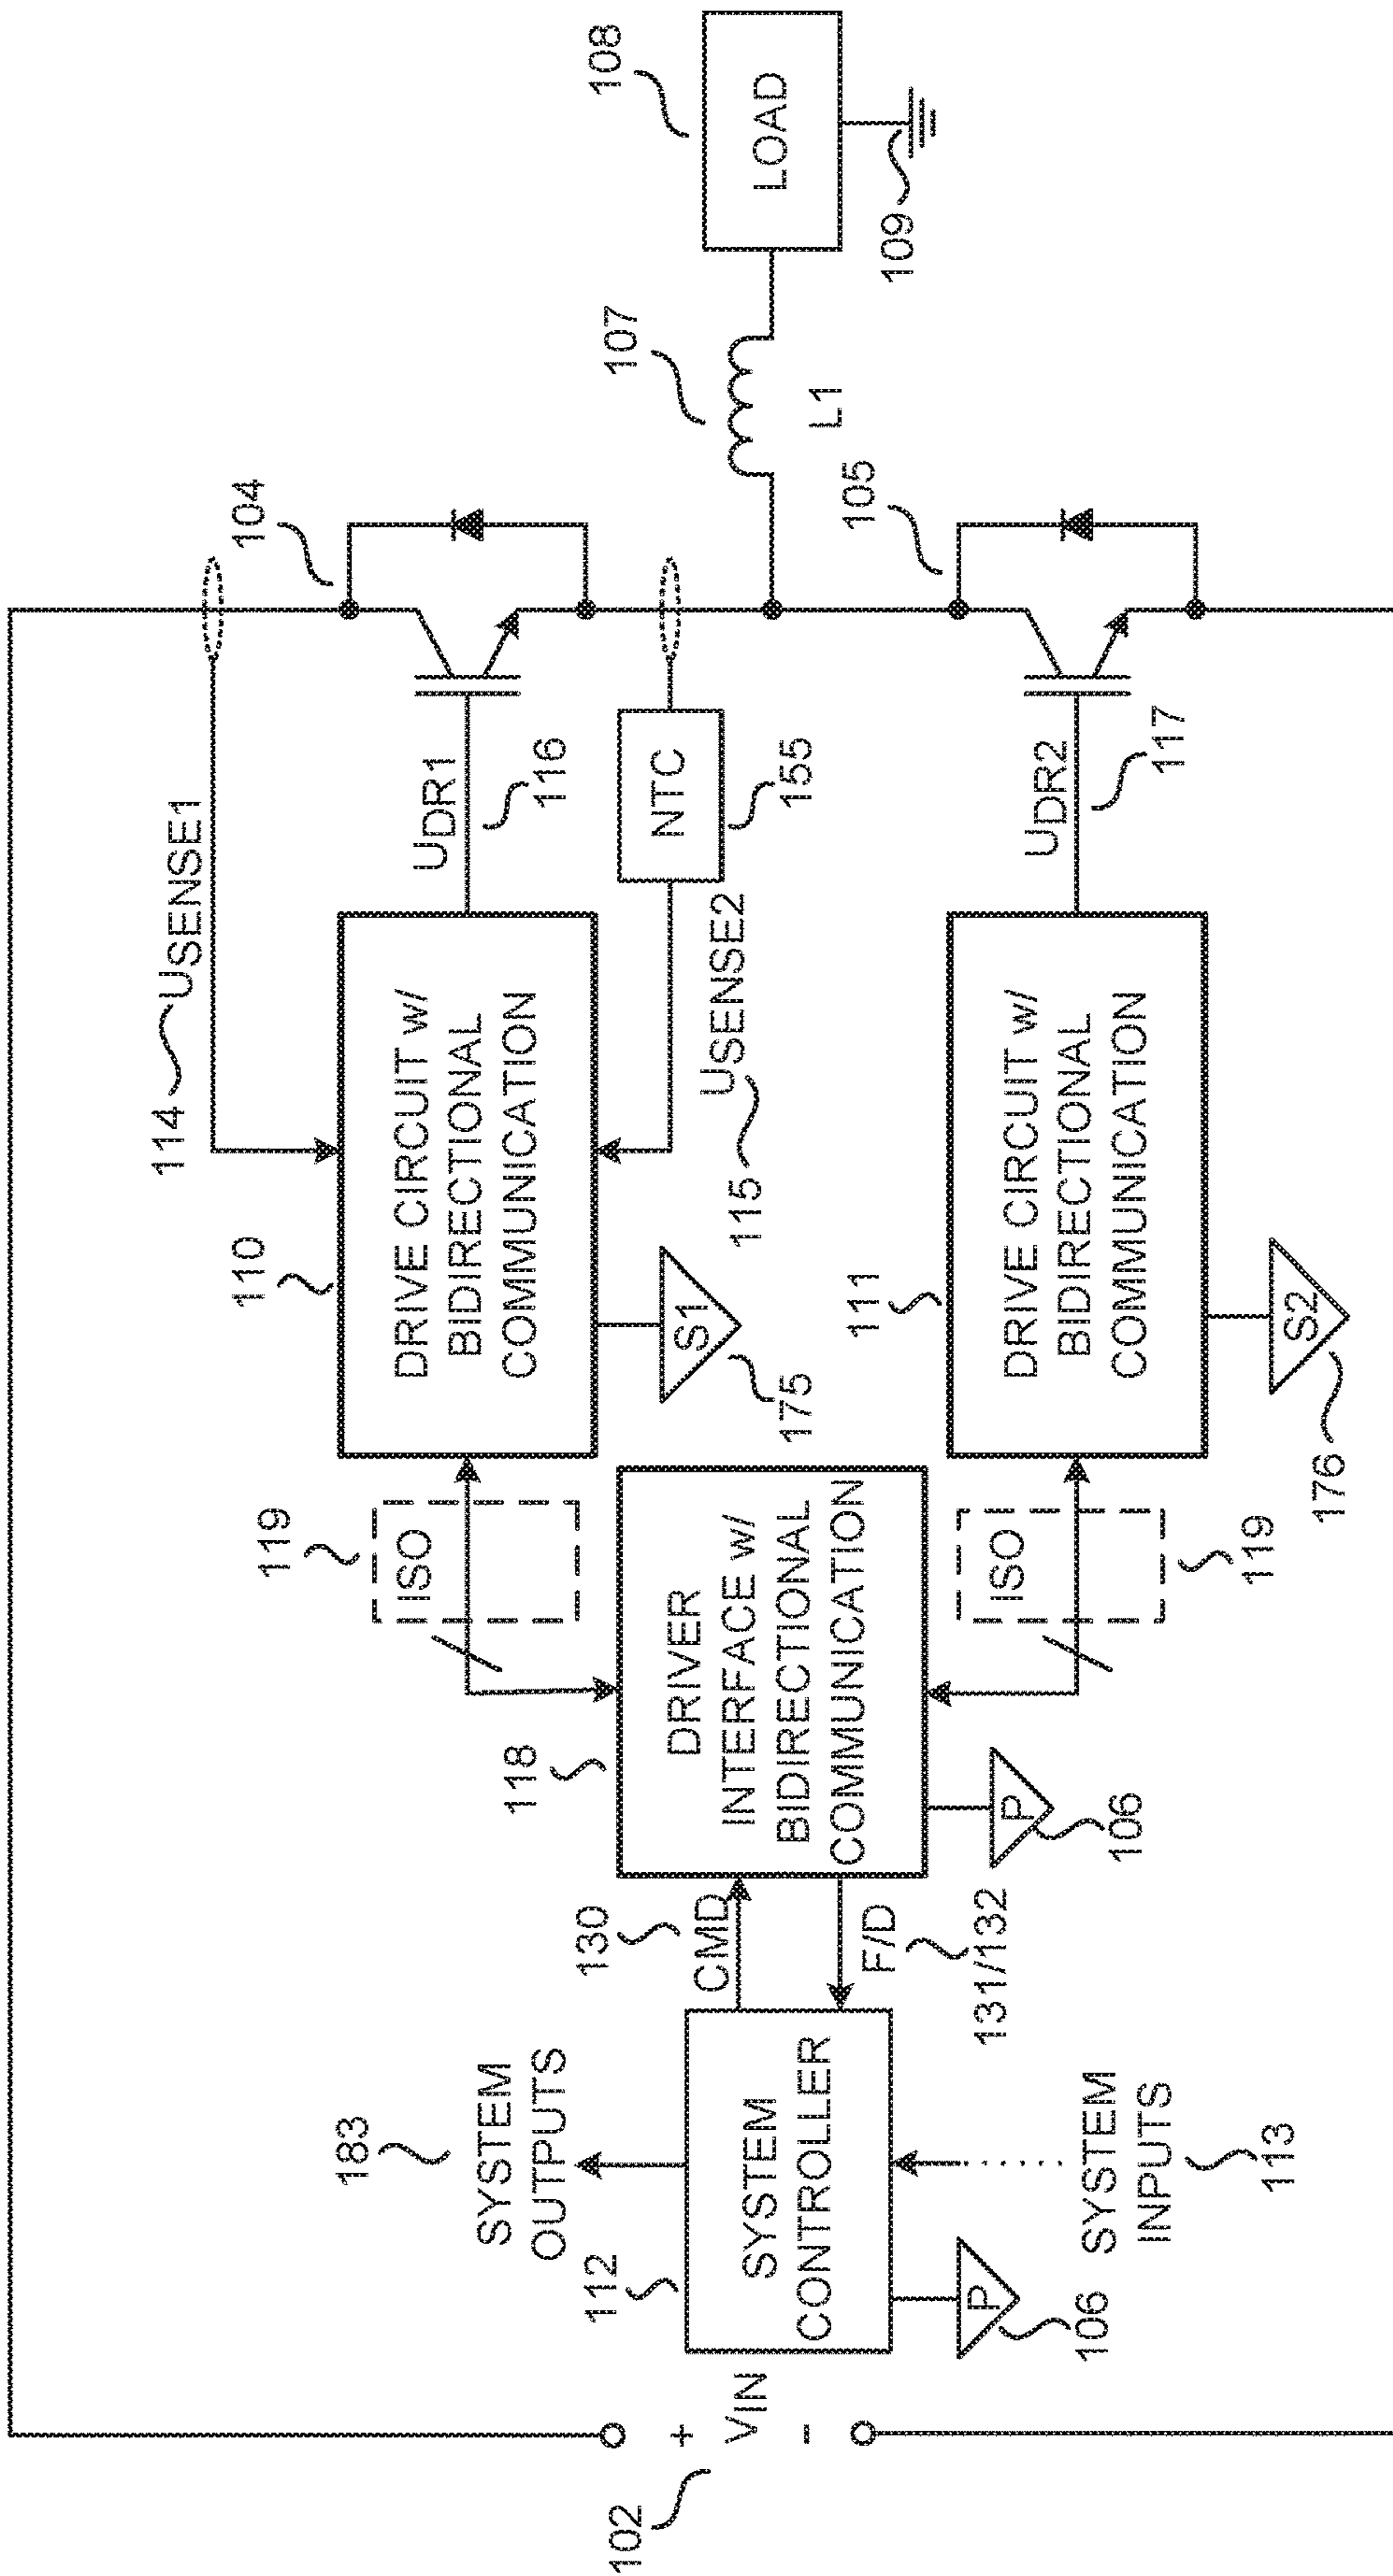 114
USENSE1
104
108
110
DRIVE CIRCUIT w/
BIDIRECTIONAL
COMMUNICATION
UDR1
116
107
LOAD
L1
109
119
ISO
NTC
155
USENSE2
115
S1
175
183
SYSTEM
OUTPUTS
112
SYSTEM
CONTROLLER
130
CMD
F/D
131/132
118
DRIVER
INTERFACE w/
BIDIRECTIONAL
COMMUNICATION
102
+
VIN
-
P
106
SYSTEM
INPUTS
113
P
106
ISO
119
111
DRIVE CIRCUIT w/
BIDIRECTIONAL
COMMUNICATION
UDR2
117
105
S2
176